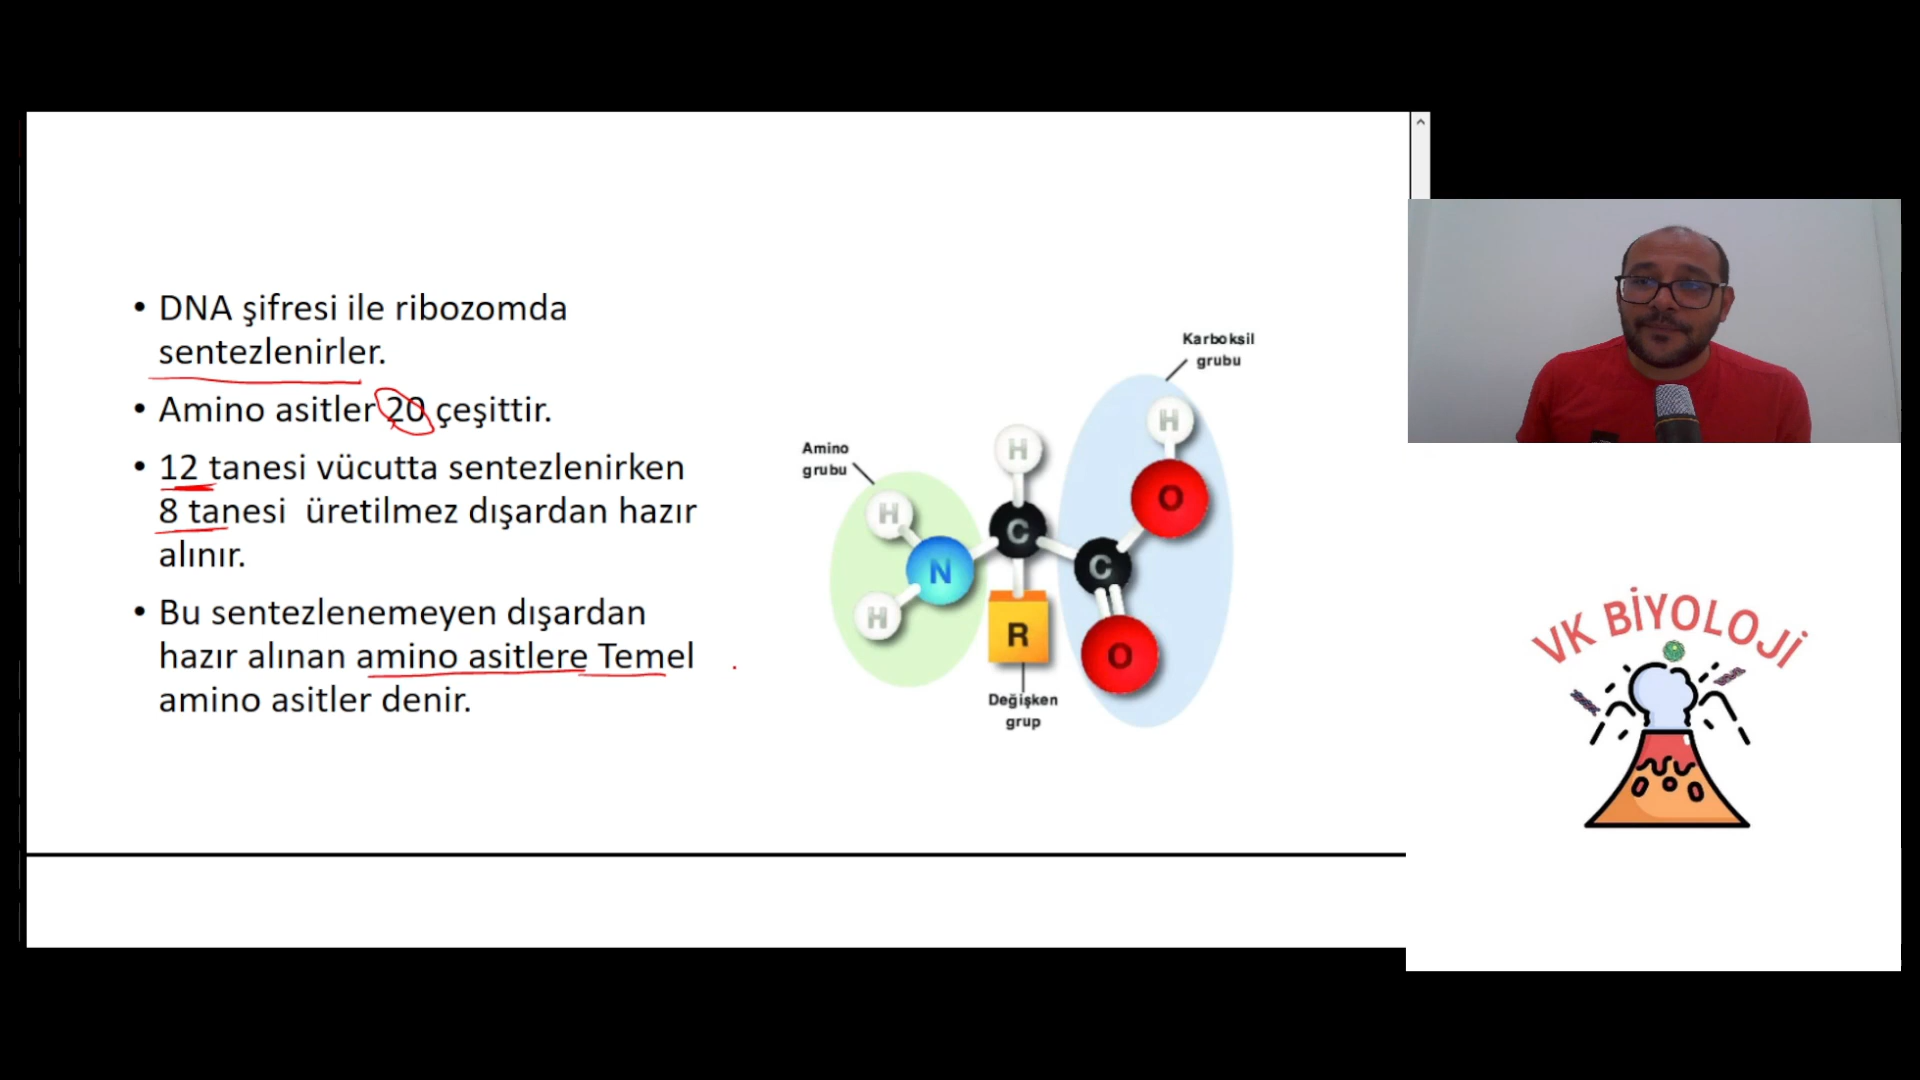 • DNA şifresi ile ribozomda
sentezlenirler.
• Amino asitler 20 çeşittir.
• 12 tanesi vücutta sentezlenirken
8 tanesi üretilmez dışardan hazır
alınır.
• Bu sentezlenemeyen dışardan
hazır alınan amino asitlere Temel
amino asitler denir.
Amino
grubu
Karboksil
grubu
H
H
H
O
C
N
C
H
R
O
Değişken
grup
VK BİYOLOJİ